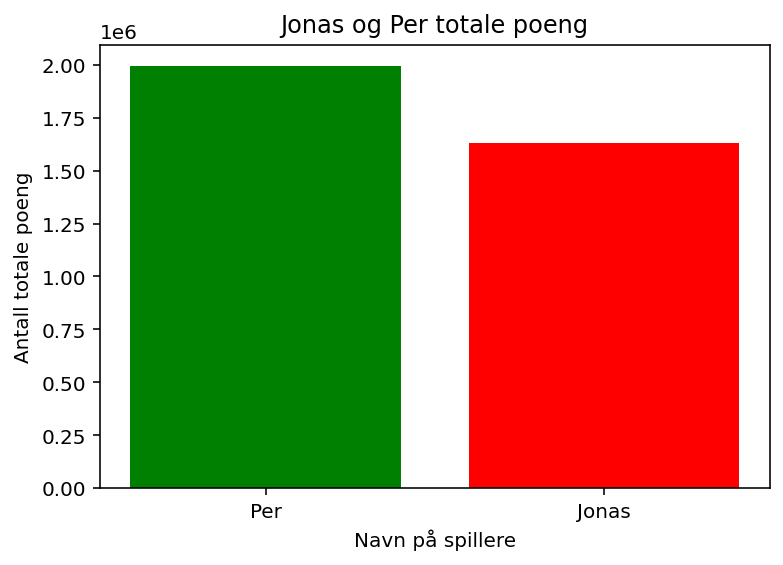 Jonas og Per totale poeng
1e6
2.00
1.75
1.50
1.25
1.00
0.75
0.50
0.25
0.00
Antall totale poeng
Per
Jonas
Navn på spillere